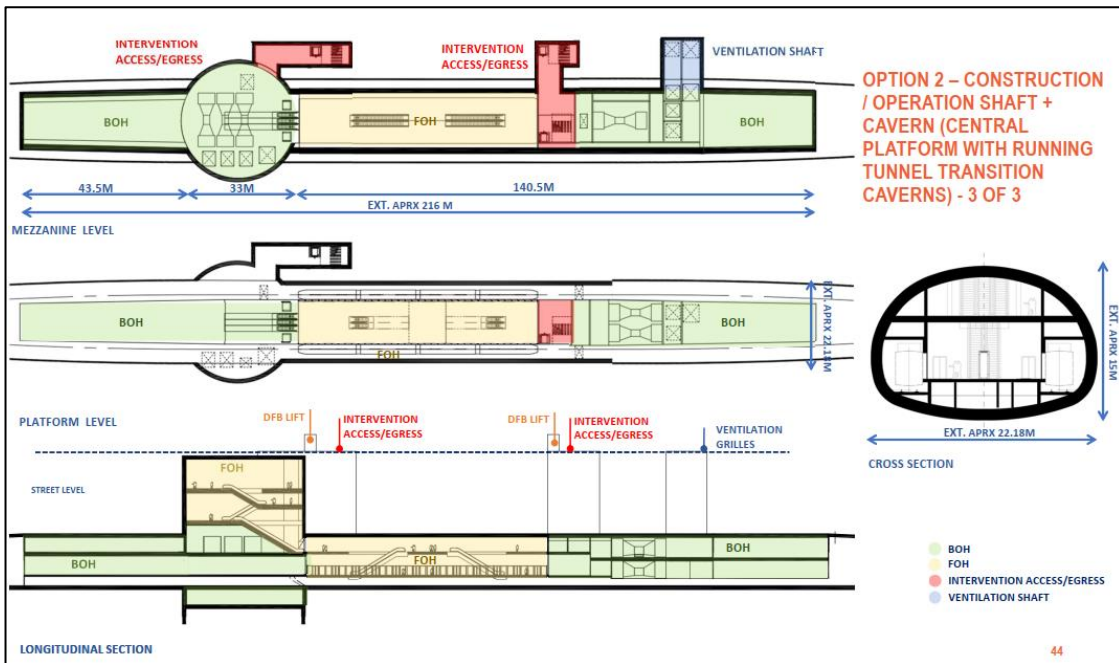 INTERVENTION
ACCESS/EGRESS
INTERVENTION
ACCESS/EGRESS
VENTILATION SHAFT
OPTION 2 – CONSTRUCTION
/ OPERATION SHAFT +
CAVERN (CENTRAL
PLATFORM WITH RUNNING
TUNNEL TRANSITION
CAVERNS) - 3 OF 3
BOH
FOH
BOH
43.5M
33M
140.5M
EXT. APRX 216 M
MEZZANINE LEVEL
BOH
FOH
BOH
EXT. APRX 22.18M
EXT. APRX 15M
EXT. APRX 22.18M
CROSS SECTION
PLATFORM LEVEL
DFB LIFT
INTERVENTION
ACCESS/EGRESS
DFB LIFT
INTERVENTION
ACCESS/EGRESS
VENTILATION
GRILLES
STREET LEVEL
FOH
BOH
FOH
BOH
BOH
FOH
INTERVENTION ACCESS/EGRESS
VENTILATION SHAFT
LONGITUDINAL SECTION
44